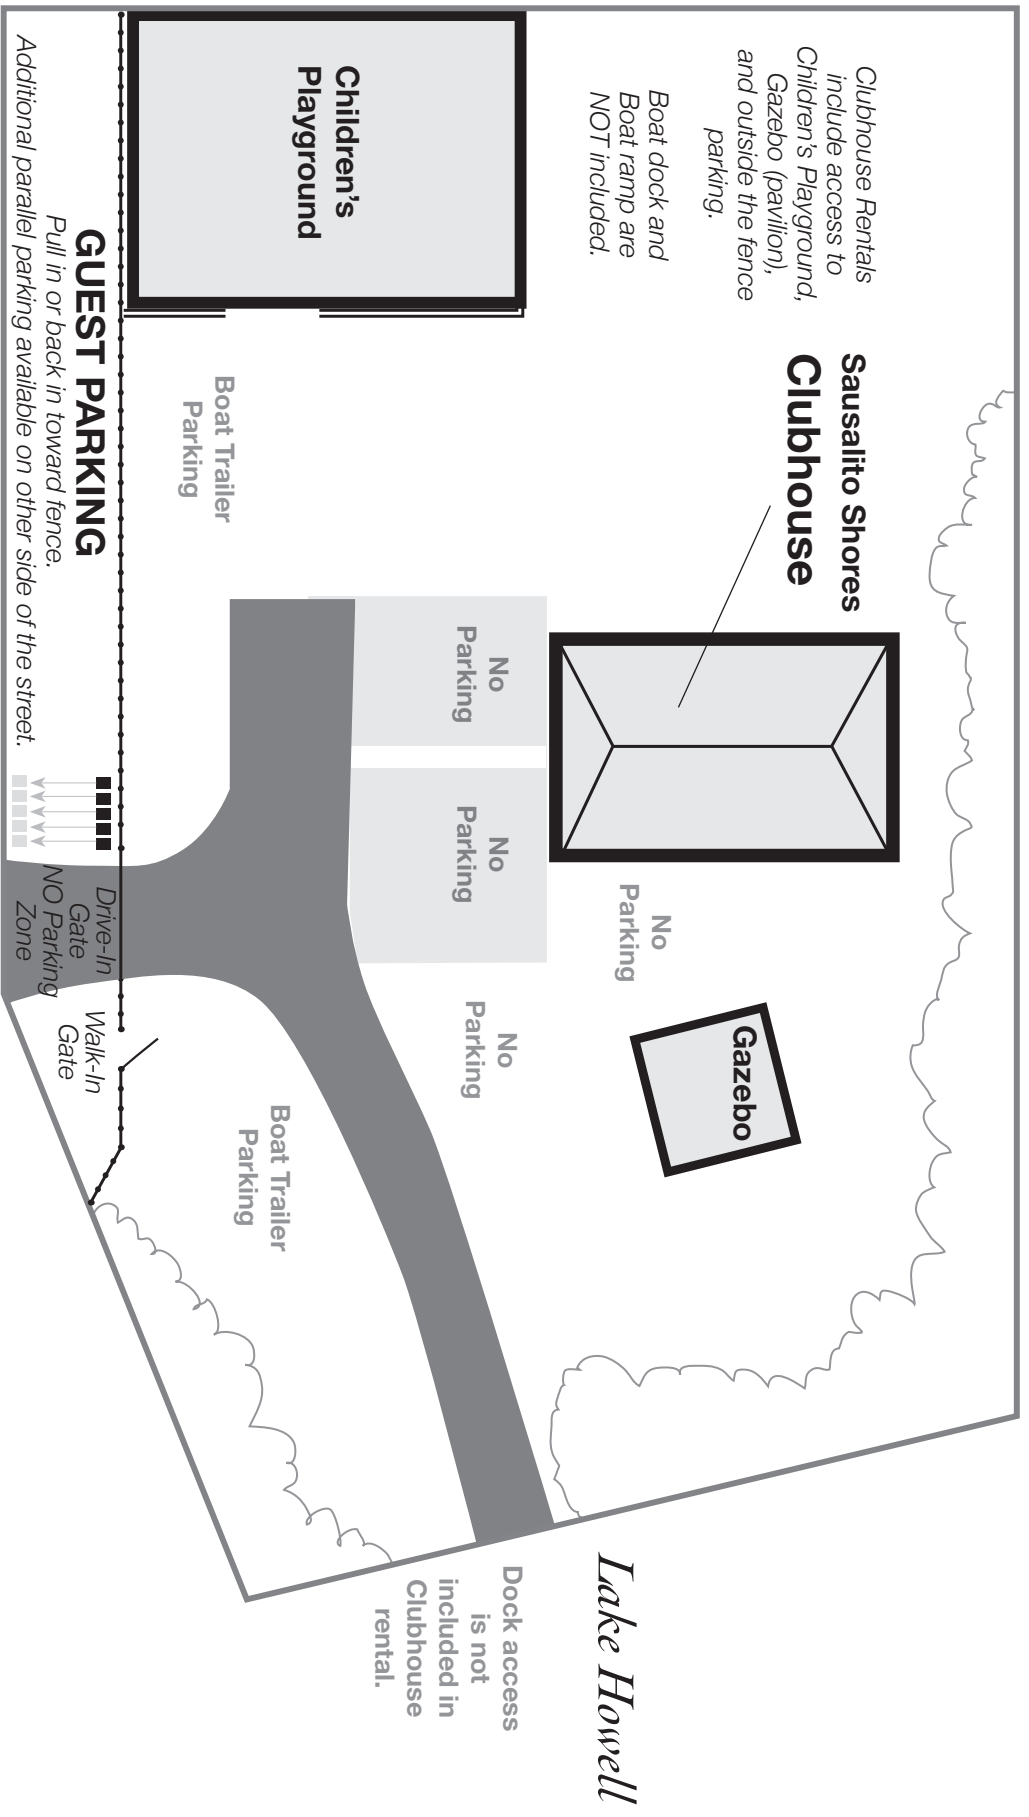 Clubhouse Rentals
include access to
Children's Playground,
Gazebo (pavilion),
and outside the fence
parking.
Boat dock and
Boat ramp are
NOT included.
Sausalito Shores
Clubhouse
Children's
Playground
Gazebo
No
Parking
No
Parking
No
Parking
No
Parking
Boat Trailer
Parking
Boat Trailer
Parking
Lake Howell
Dock access
is not
included in
Clubhouse
rental.
GUEST PARKING
Pull in or back in toward fence.
Additional parallel parking available on other side of the street.
Drive-In
Gate
NO Parking
Zone
Walk-In
Gate